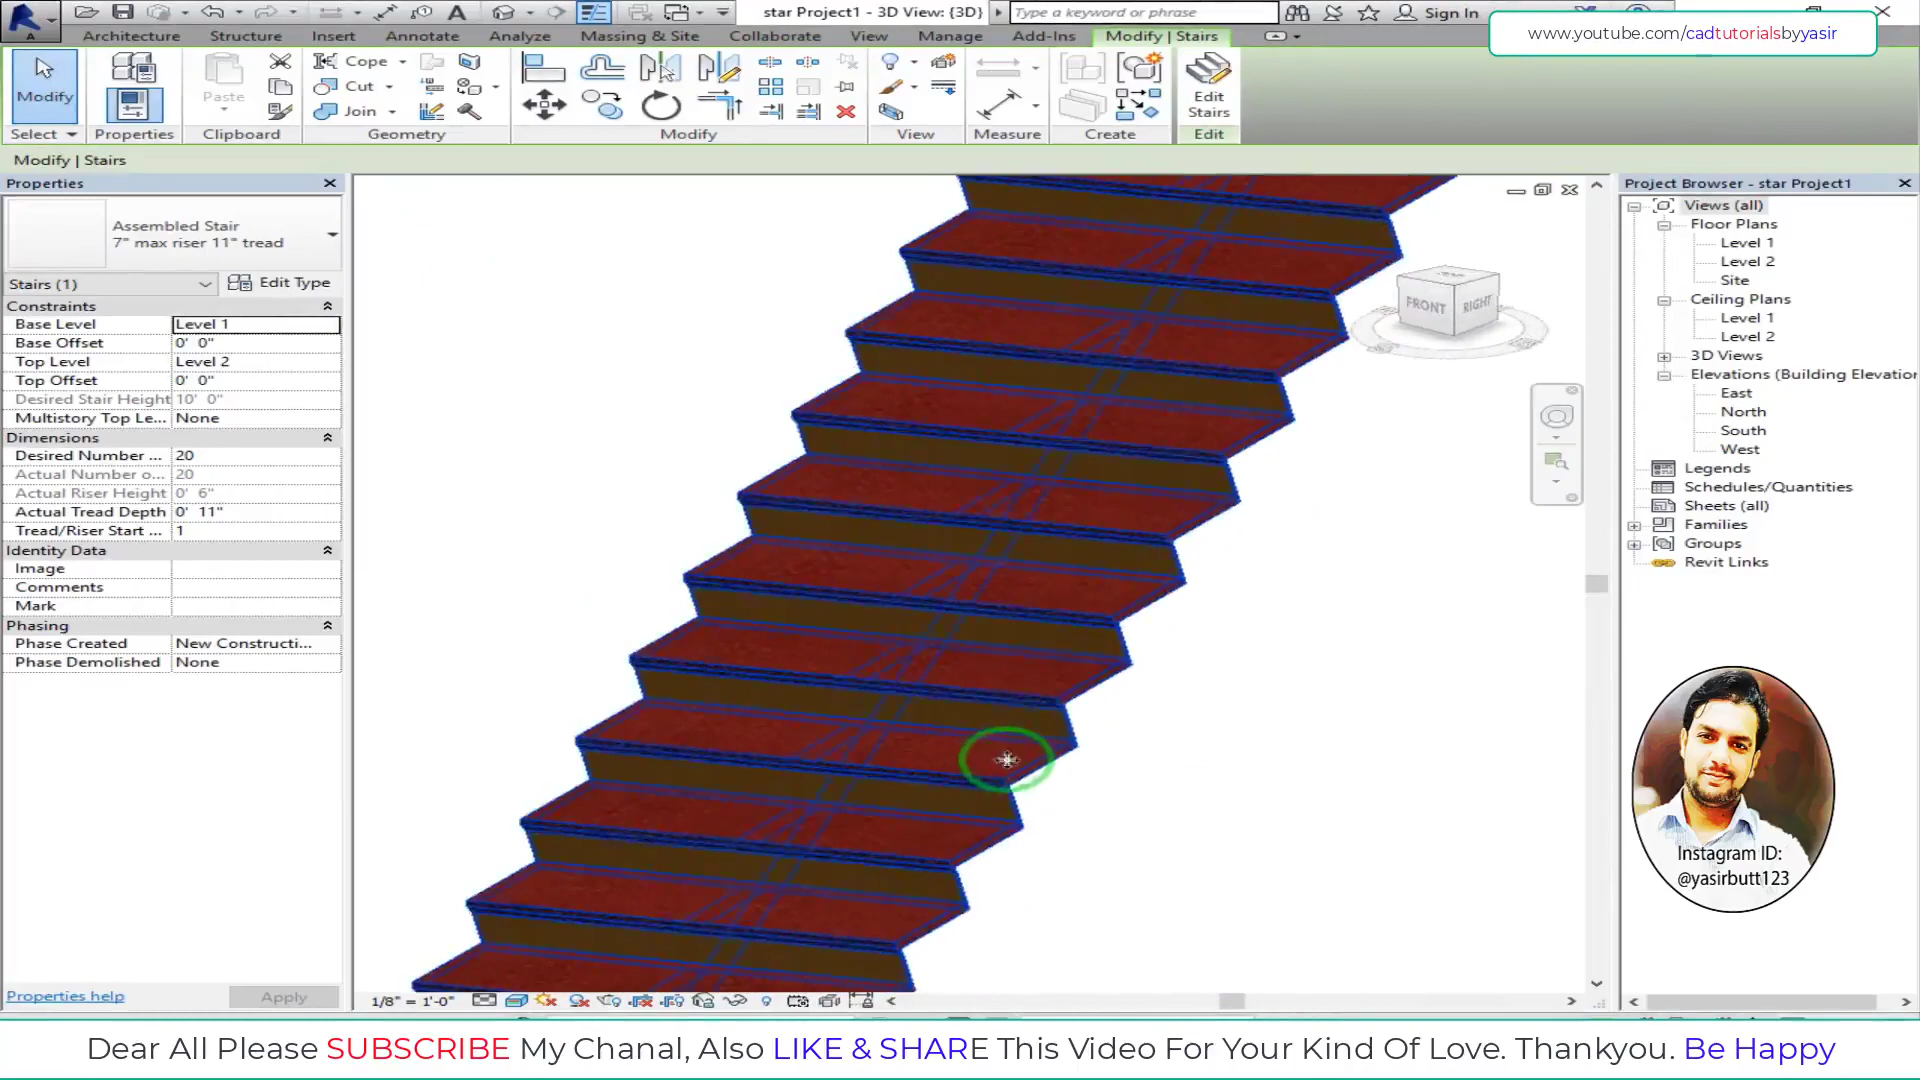 star Project1 - 3D View: {3D}
Type a keyword or phrase
Sign In
www.youtube.com/cadtutorialsbyyasir
Architecture Structure Insert Annotate Analyze Massing & Site Collaborate View Manage Add-Ins Modify | Stairs
Modify
Paste
Cope
Cut
Join
Edit Stairs
Select Properties Clipboard Geometry Modify View Measure Create Edit
Modify | Stairs
Properties
Assembled Stair
7" max riser 11" tread
Stairs (1) Edit Type
Constraints
Base Level Level 1
Base Offset 0' 0"
Top Level Level 2
Top Offset 0' 0"
Desired Stair Height 10' 0"
Multistory Top Le... None
Dimensions
Desired Number ... 20
Actual Number o... 20
Actual Riser Height 0' 6"
Actual Tread Depth 0' 11"
Tread/Riser Start ... 1
Identity Data
Image
Comments
Mark
Phasing
Phase Created New Constructi...
Phase Demolished None
Properties help Apply
FRONT RIGHT
1/8" = 1'-0"
Project Browser - star Project1
Views (all)
Floor Plans
Level 1
Level 2
Site
Ceiling Plans
Level 1
Level 2
3D Views
Elevations (Building Elevation
East
North
South
West
Legends
Schedules/Quantities
Sheets (all)
Families
Groups
Revit Links
Instagram ID:
@yasirbutt123
Dear All Please SUBSCRIBE My Chanal, Also LIKE & SHARE This Video For Your Kind Of Love. Thankyou. Be Happy